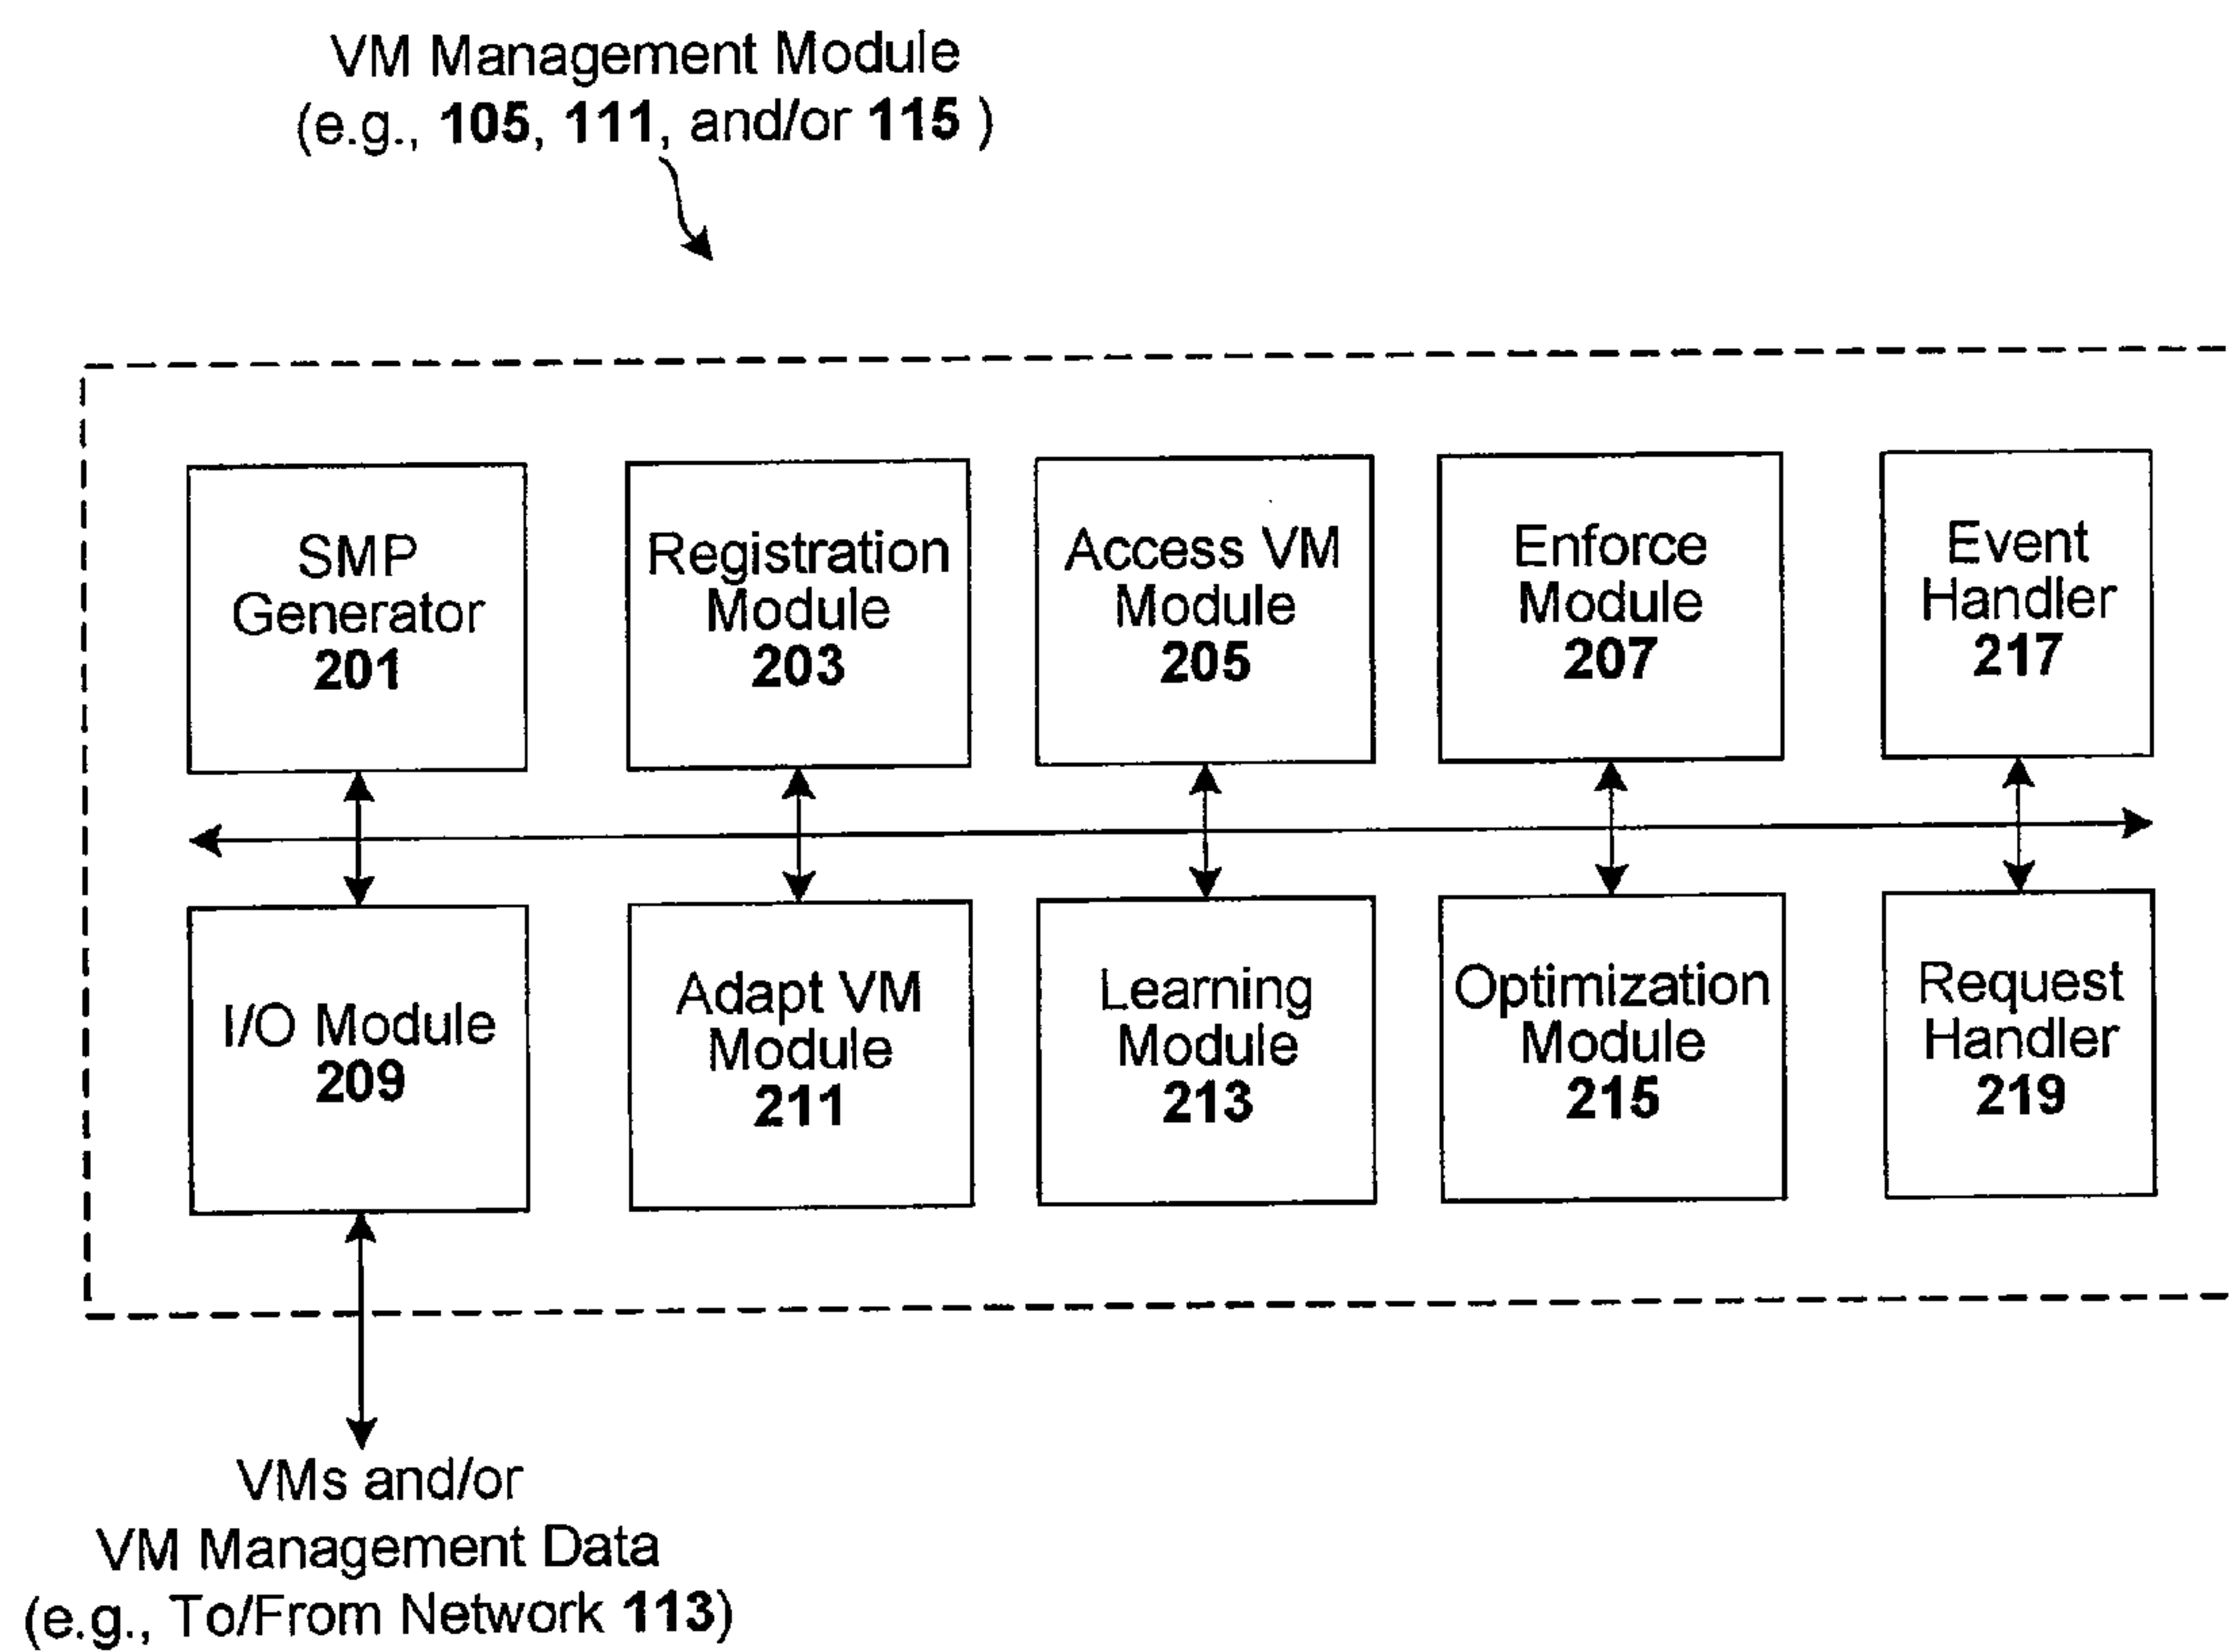 VM Management Module
(e.g., 105, 111, and/or 115 )
SMP
Generator
201
Registration
Module
203
Access VM
Module
205
Enforce
Module
207
Event
Handler
217
I/O Module
209
Adapt VM
Module
211
Learning
Module
213
Optimization
Module
215
Request
Handler
219
VMs and/or
VM Management Data
(e.g., To/From Network 113)